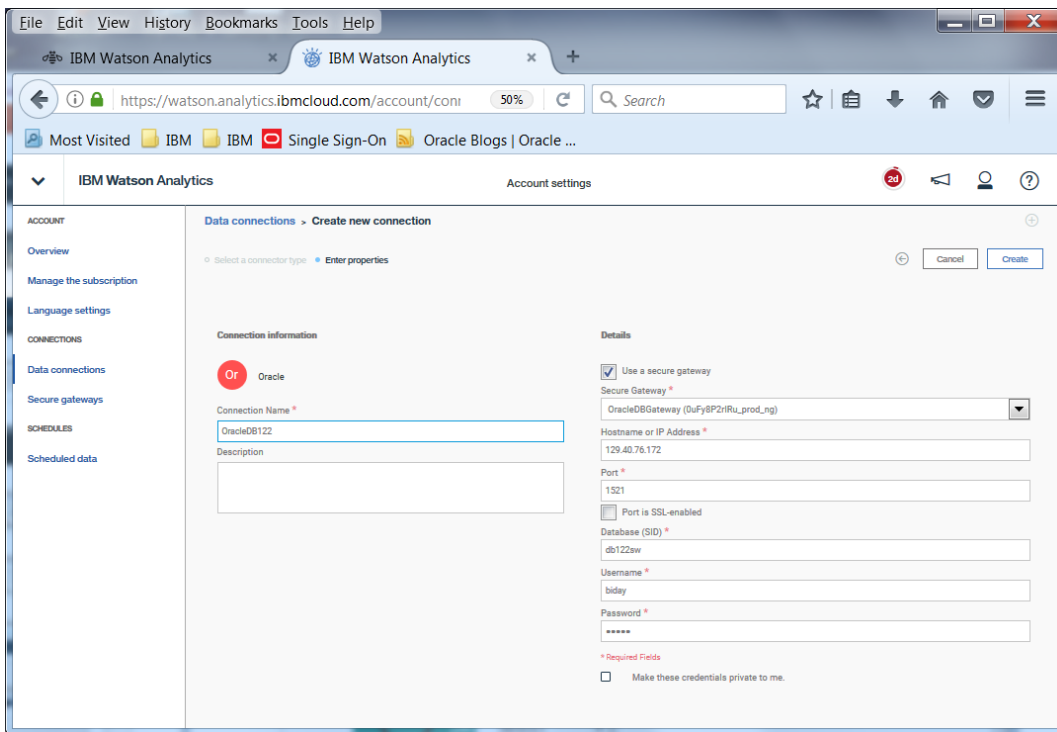 File Edit View History Bookmarks Tools Help
IBM Watson Analytics × IBM Watson Analytics × +
https://watson.analytics.ibmcloud.com/account/coni 50% Search
Most Visited IBM IBM Single Sign-On Oracle Blogs | Oracle ...
IBM Watson Analytics Account settings 2d
ACCOUNT
Overview
Manage the subscription
Language settings
CONNECTIONS
Data connections
Secure gateways
SCHEDULES
Scheduled data
Data connections > Create new connection
Select a connector type Enter properties Cancel Create
Connection information
Or Oracle
Connection Name *
OracleDB122
Description
Details
Use a secure gateway
Secure Gateway *
OracleDBGateway (0uFy8P2rlRu_prod_ng)
Hostname or IP Address *
129.40.76.172
Port *
1521
Port is SSL-enabled
Database (SID) *
db122sw
Username *
biday
Password *
•••••
* Required Fields
Make these credentials private to me.